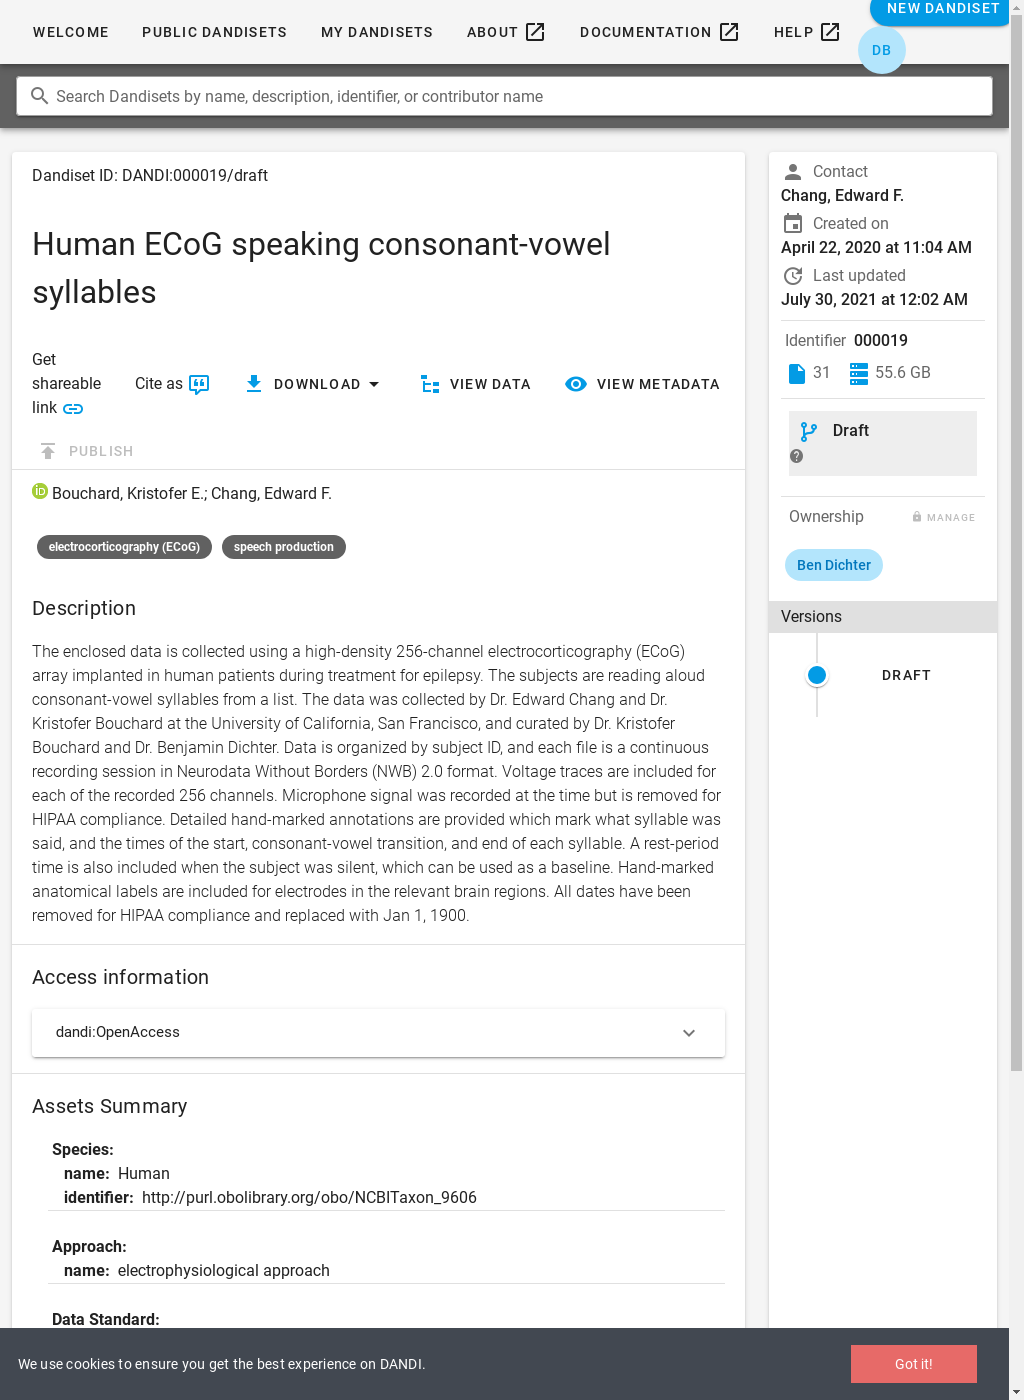 WELCOME
PUBLIC DANDISETS
MY DANDISETS
ABOUT
DOCUMENTATION
HELP
NEW DANDISET
DB
Search Dandisets by name, description, identifier, or contributor name
Dandiset ID: DANDI:000019/draft
Human ECoG speaking consonant-vowel
syllables
Get
shareable
link
Cite as
DOWNLOAD
VIEW DATA
VIEW METADATA
PUBLISH
iD Bouchard, Kristofer E.; Chang, Edward F.
electrocorticography (ECoG)
speech production
Description
The enclosed data is collected using a high-density 256-channel electrocorticography (ECoG)
array implanted in human patients during treatment for epilepsy. The subjects are reading aloud
consonant-vowel syllables from a list. The data was collected by Dr. Edward Chang and Dr.
Kristofer Bouchard at the University of California, San Francisco, and curated by Dr. Kristofer
Bouchard and Dr. Benjamin Dichter. Data is organized by subject ID, and each file is a continuous
recording session in Neurodata Without Borders (NWB) 2.0 format. Voltage traces are included for
each of the recorded 256 channels. Microphone signal was recorded at the time but is removed for
HIPAA compliance. Detailed hand-marked annotations are provided which mark what syllable was
said, and the times of the start, consonant-vowel transition, and end of each syllable. A rest-period
time is also included when the subject was silent, which can be used as a baseline. Hand-marked
anatomical labels are included for electrodes in the relevant brain regions. All dates have been
removed for HIPAA compliance and replaced with Jan 1, 1900.
Access information
dandi:OpenAccess
Assets Summary
Species:
name: Human
identifier: http://purl.obolibrary.org/obo/NCBITaxon_9606
Approach:
name: electrophysiological approach
Data Standard:
Contact
Chang, Edward F.
Created on
April 22, 2020 at 11:04 AM
Last updated
July 30, 2021 at 12:02 AM
Identifier 000019
31
55.6 GB
Draft
Ownership
MANAGE
Ben Dichter
Versions
DRAFT
We use cookies to ensure you get the best experience on DANDI.
Got it!